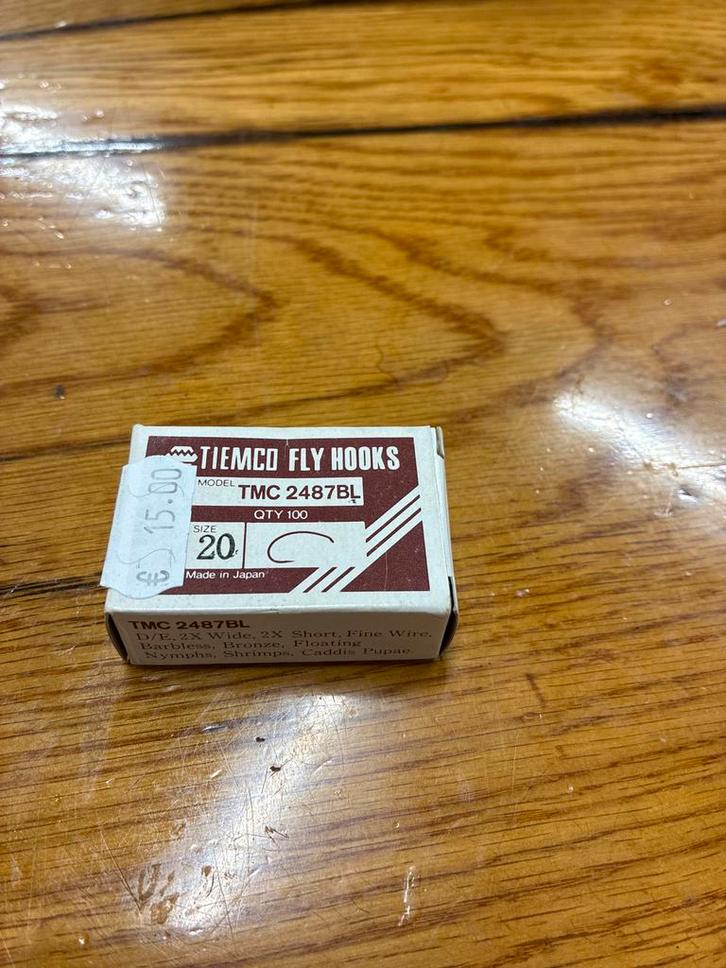 TIEMCO FLY HOOKS
MODEL TMC 2487BL
QTY 100
SIZE
20
Made in Japan
15.00
TMC 2487BL
D/E, 2X Wide, 2X Short, Fine Wire,
Barbless, Bronze, Floating
Nymphs, Shrimps, Caddis Pupae.